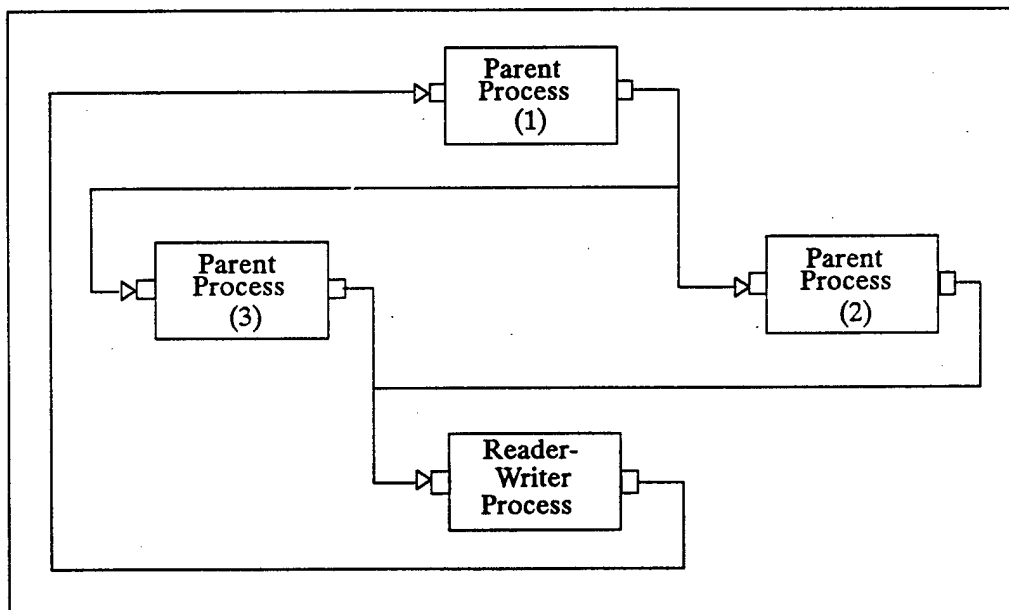 Parent
Process
(1)
Parent
Process
(3)
Parent
Process
(2)
Reader-
Writer
Process